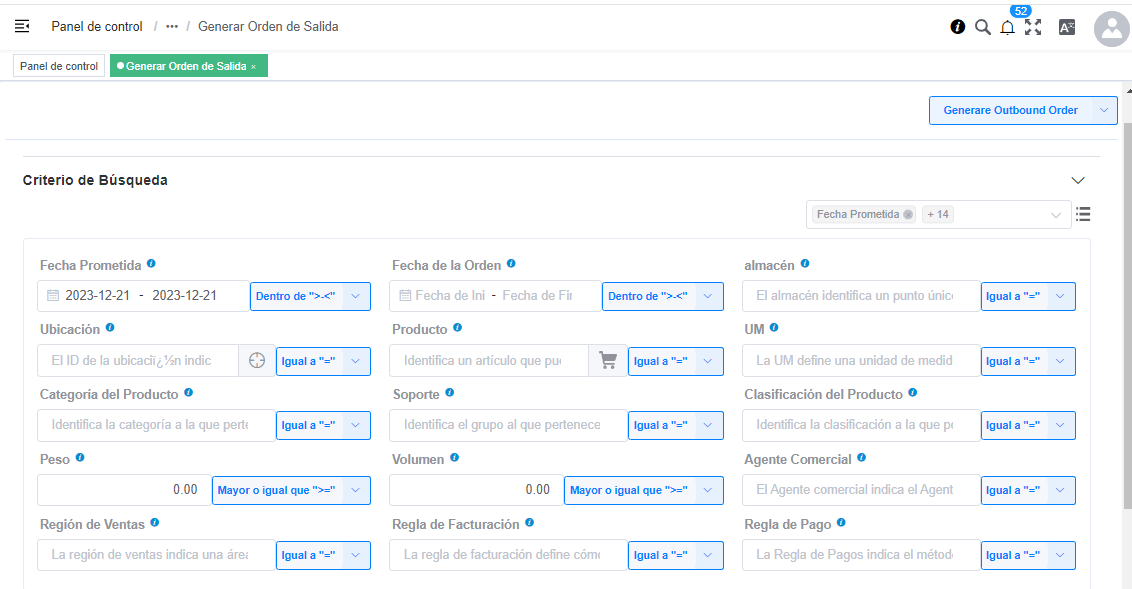 Panel de control / ··· / Generar Orden de Salida
52
Panel de control
Generar Orden de Salida ×
Generare Outbound Order
Criterio de Búsqueda
Fecha Prometida + 14
Fecha Prometida Fecha de la Orden almacén
2023-12-21 - 2023-12-21 Dentro de ">-<" Fecha de Ini - Fecha de Fir Dentro de ">-<" El almacén identifica un punto único Igual a "="
Ubicación Producto UM
El ID de la ubicaciï¿½n indic Igual a "=" Identifica un artículo que pue Igual a "=" La UM define una unidad de medid Igual a "="
Categoría del Producto Soporte Clasificación del Producto
Identifica la categoría a la que perte Igual a "=" Identifica el grupo al que pertenece Igual a "=" Identifica la clasificación a la que pe Igual a "="
Peso Volumen Agente Comercial
0.00 Mayor o igual que ">=" 0.00 Mayor o igual que ">=" El Agente comercial indica el Agent Igual a "="
Región de Ventas Regla de Facturación Regla de Pago
La región de ventas indica una área Igual a "=" La regla de facturación define cómo Igual a "=" La Regla de Pagos indica el método Igual a "="